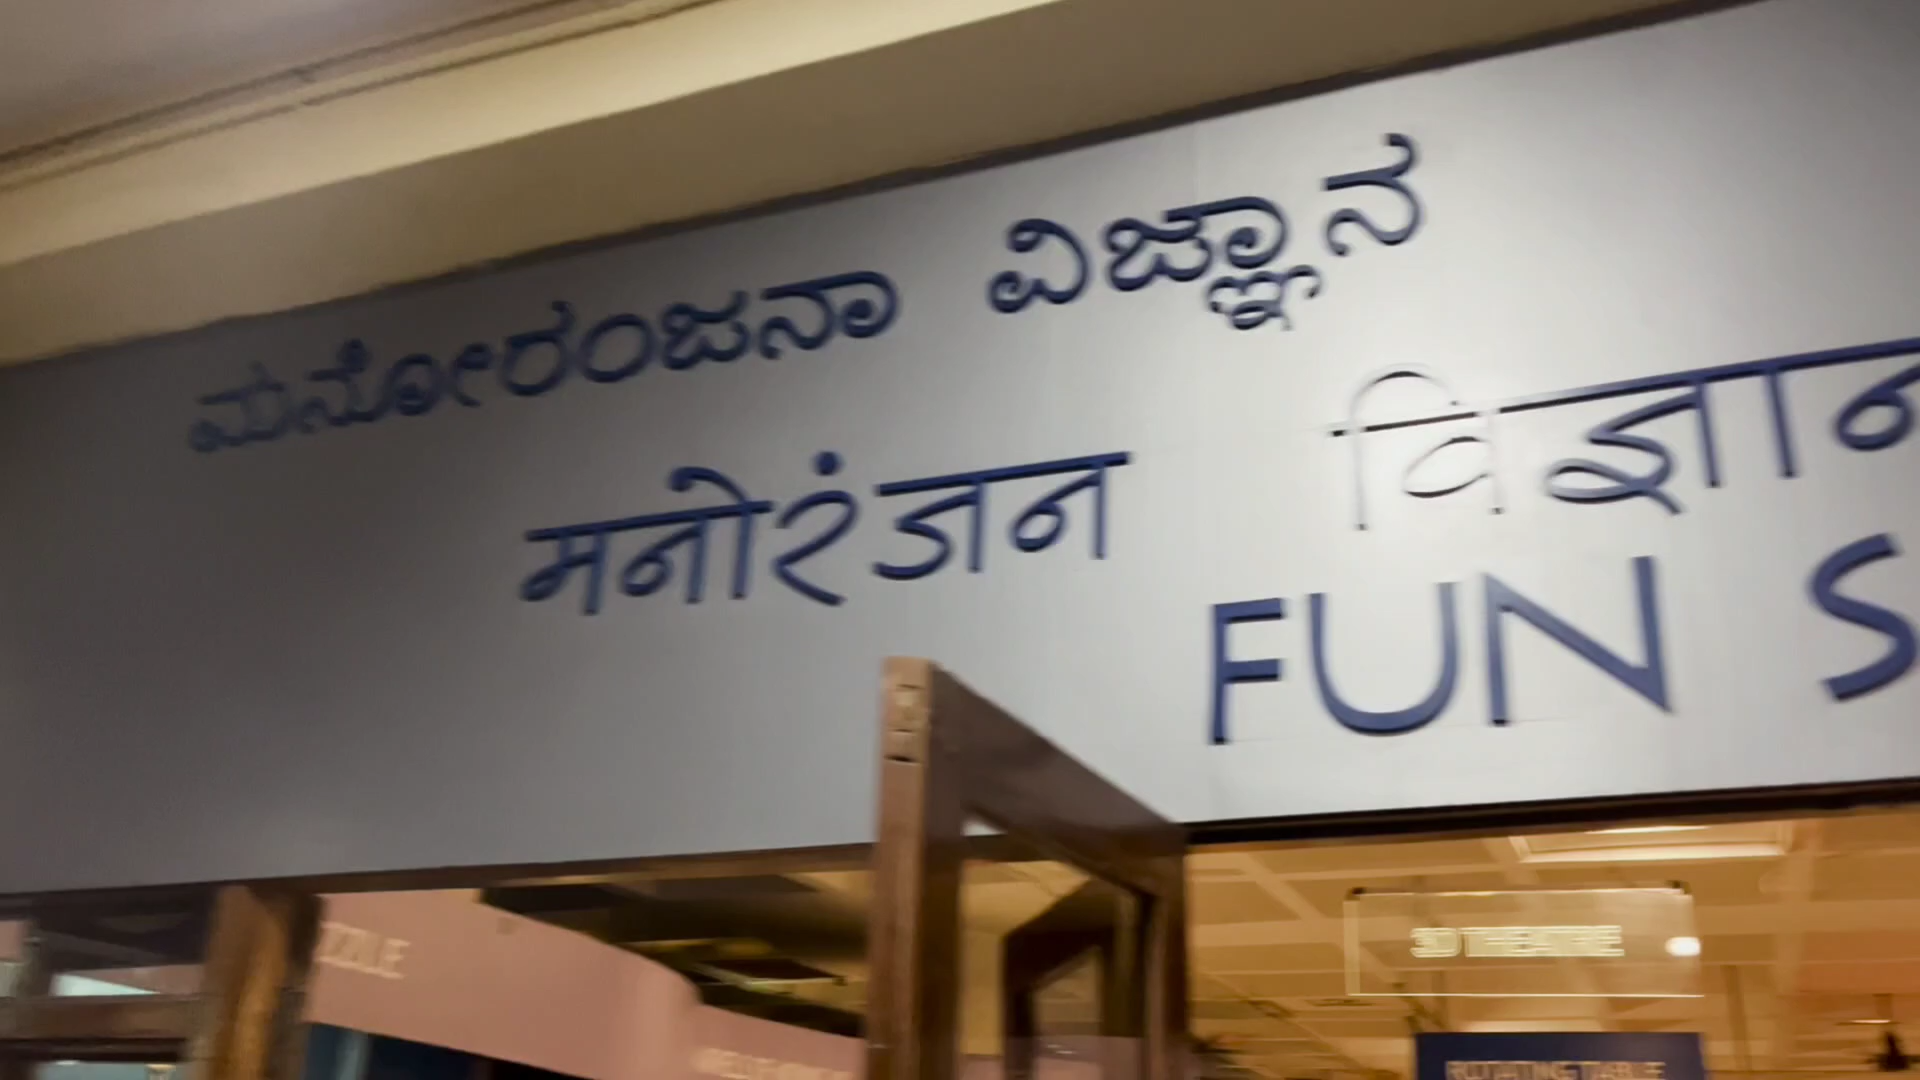 ಮನೋರಂಜನಾ ವಿಜ್ಞಾನ
मनोरंजन विज्ञान
FUN S
3D THEATRE
ROTATING TABLE